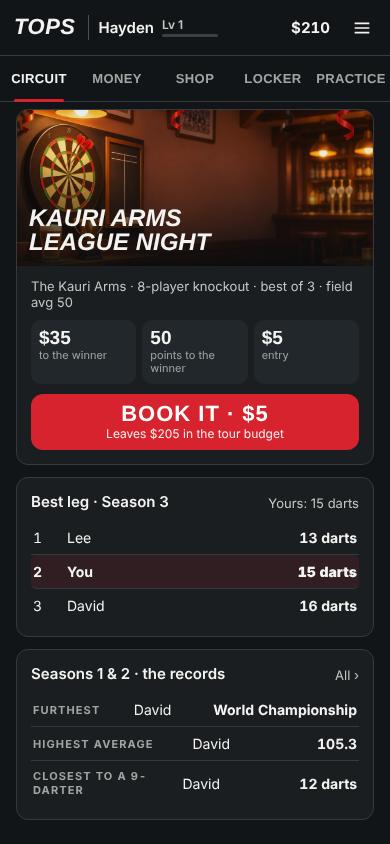 TOPS
Hayden
Lv 1
$210
CIRCUIT
MONEY
SHOP
LOCKER
PRACTICE
KAURI ARMS
LEAGUE NIGHT
The Kauri Arms · 8-player knockout · best of 3 · field
avg 50
$35
to the winner
50
points to the
winner
$5
entry
BOOK IT · $5
Leaves $205 in the tour budget
Best leg · Season 3
Yours: 15 darts
1 Lee 13 darts
2 You 15 darts
3 David 16 darts
Seasons 1 & 2 · the records
All ›
FURTHEST David World Championship
HIGHEST AVERAGE David 105.3
CLOSEST TO A 9-
DARTER David 12 darts